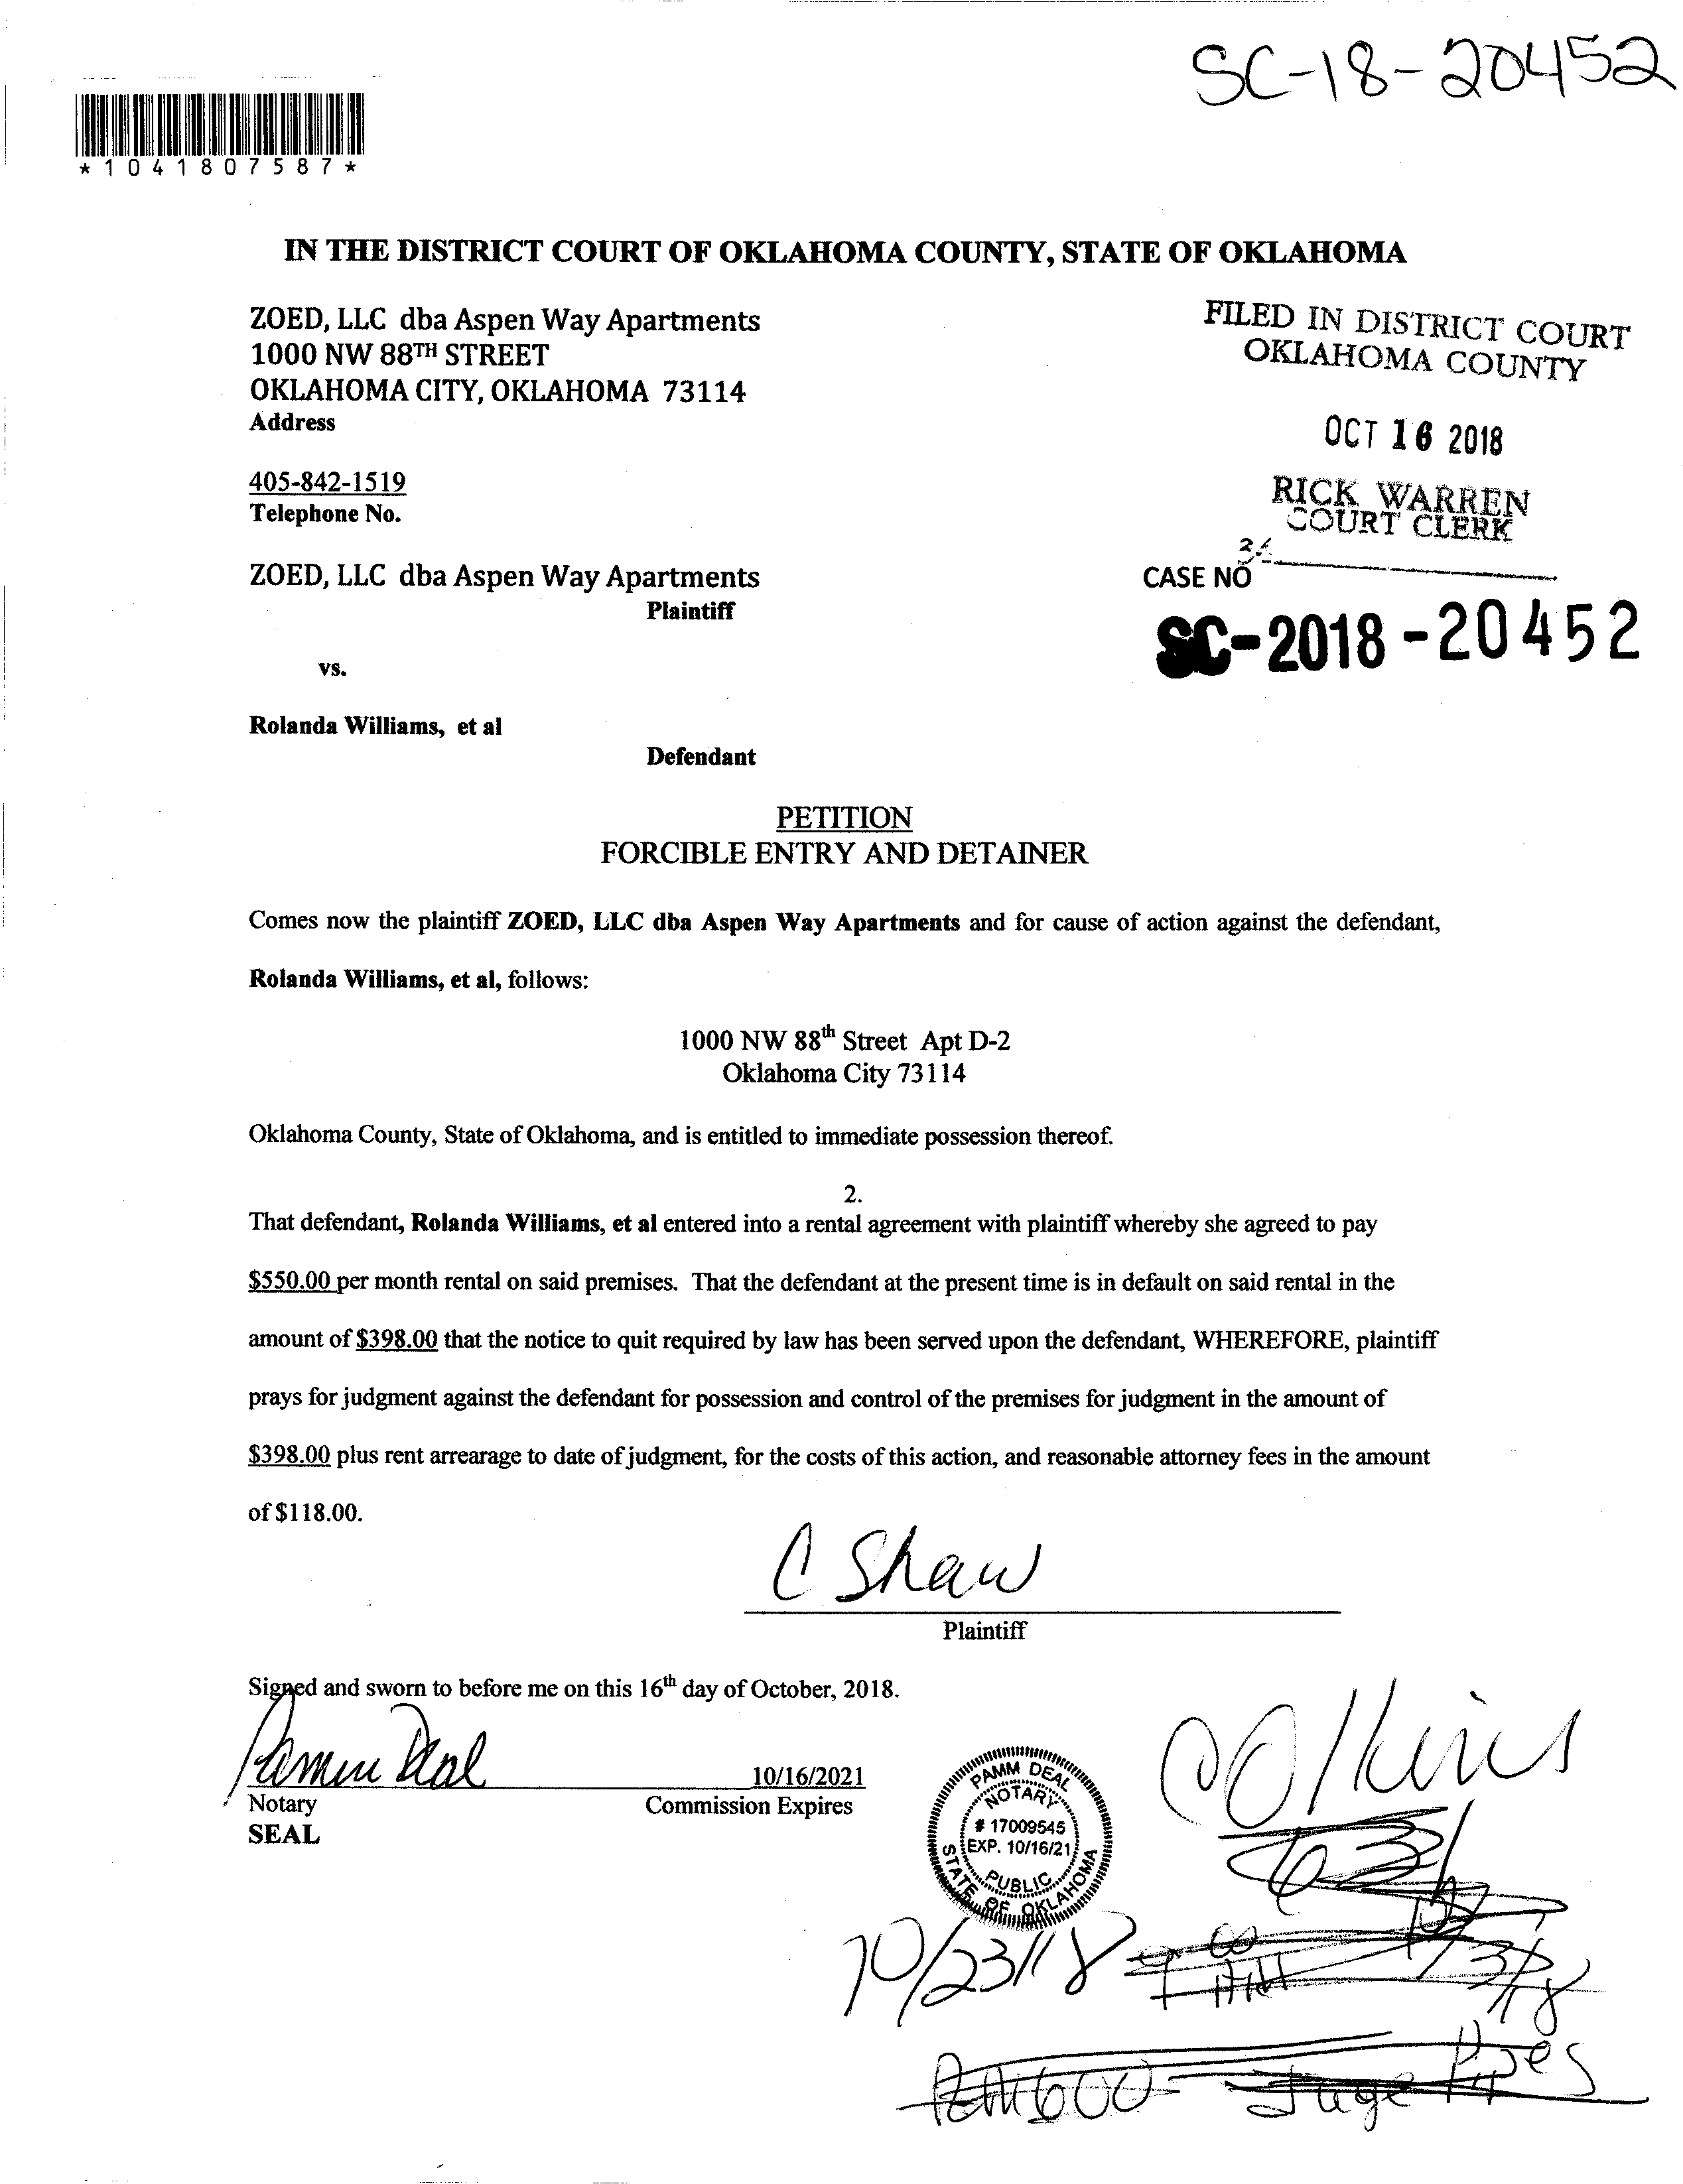 SC-18-20452
*1041807587*
IN THE DISTRICT COURT OF OKLAHOMA COUNTY, STATE OF OKLAHOMA
ZOED, LLC dba Aspen Way Apartments
1000 NW 88TH STREET
OKLAHOMA CITY, OKLAHOMA 73114
Address
405-842-1519
Telephone No.
FILED IN DISTRICT COURT
OKLAHOMA COUNTY
OCT 16 2018
RICK WARREN
COURT CLERK
ZOED, LLC dba Aspen Way Apartments
Plaintiff
CASE NO
SC-2018-20452
vs.
Rolanda Williams, et al
Defendant
PETITION
FORCIBLE ENTRY AND DETAINER
Comes now the plaintiff ZOED, LLC dba Aspen Way Apartments and for cause of action against the defendant,
Rolanda Williams, et al, follows:
1000 NW 88th Street Apt D-2
Oklahoma City 73114
Oklahoma County, State of Oklahoma, and is entitled to immediate possession thereof.
2.
That defendant, Rolanda Williams, et al entered into a rental agreement with plaintiff whereby she agreed to pay
$550.00 per month rental on said premises. That the defendant at the present time is in default on said rental in the
amount of $398.00 that the notice to quit required by law has been served upon the defendant, WHEREFORE, plaintiff
prays for judgment against the defendant for possession and control of the premises for judgment in the amount of
$398.00 plus rent arrearage to date of judgment, for the costs of this action, and reasonable attorney fees in the amount
of $118.00.
C Shaw
Plaintiff
Signed and sworn to before me on this 16th day of October, 2018.
Pamm Deal
10/16/2021
Notary
Commission Expires
SEAL
PAMM DEAL
NOTARY
# 17009545
EXP. 10/16/21
PUBLIC
STATE OF OKLAHOMA
Collins
10/23/18